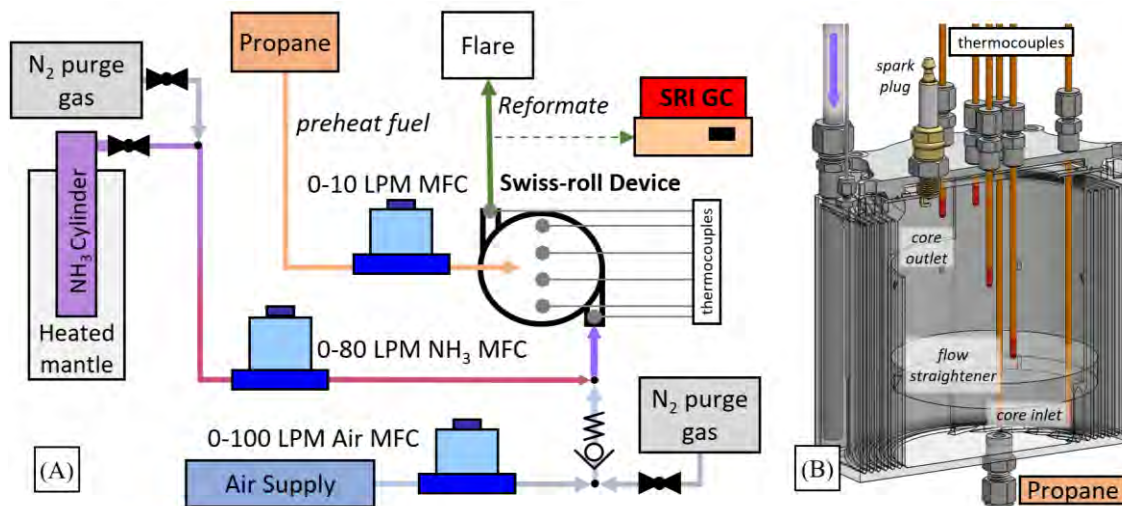 N₂ purge
gas
Propane
Flare
SRI GC
Reformate
preheat fuel
Swiss-roll Device
0-10 LPM MFC
NH₃ Cylinder
thermocouples
Heated
mantle
0-80 LPM NH₃ MFC
N₂ purge
gas
0-100 LPM Air MFC
Air Supply
(A)
thermocouples
spark
plug
core
outlet
flow
straightener
core inlet
(B)
Propane